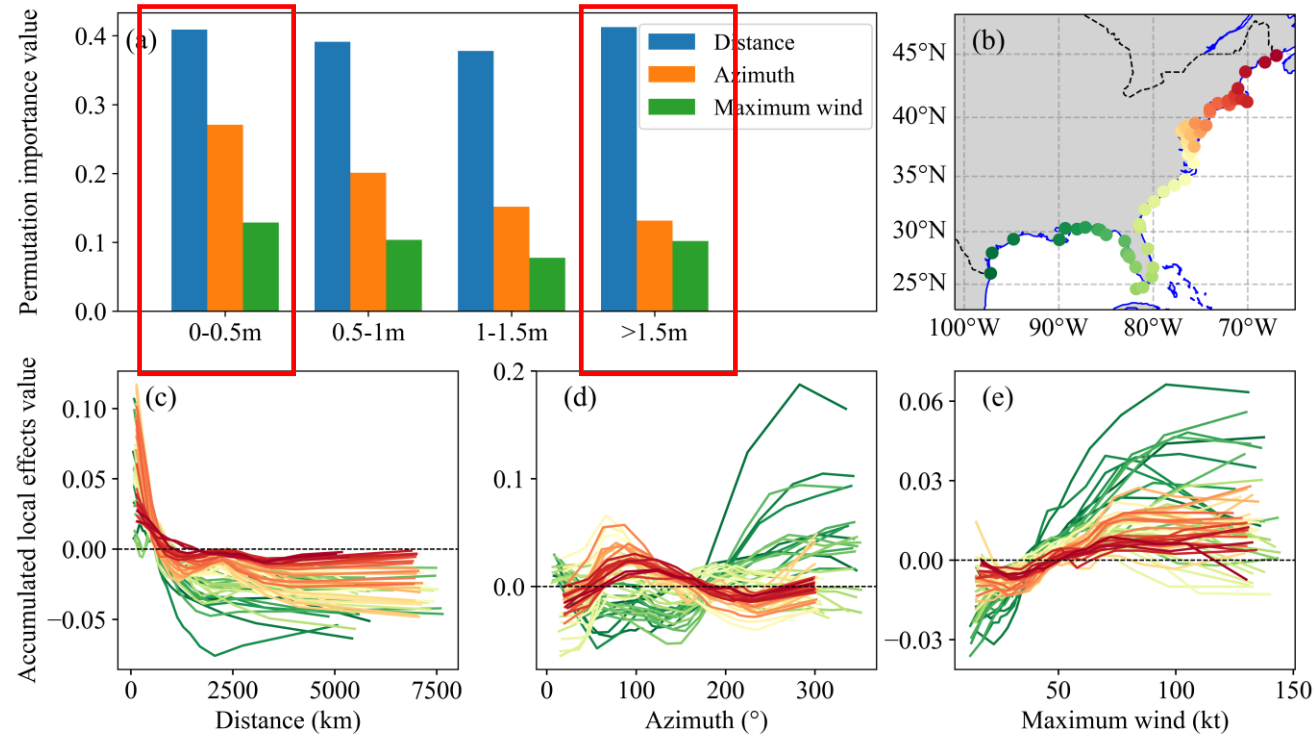 Permutation importance value
0.4
0.3
0.2
0.1
0.0
(a)
Distance
Azimuth
Maximum wind
0-0.5m
0.5-1m
1-1.5m
>1.5m
(b)
45°N
40°N
35°N
30°N
25°N
100°W
90°W
80°W
70°W
Accumulated local effects value
0.10
0.05
0.00
−0.05
(c)
0
2500
5000
7500
Distance (km)
0.2
0.1
0.0
(d)
0
100
200
300
Azimuth (°)
0.06
0.03
0.00
−0.03
(e)
50
100
150
Maximum wind (kt)